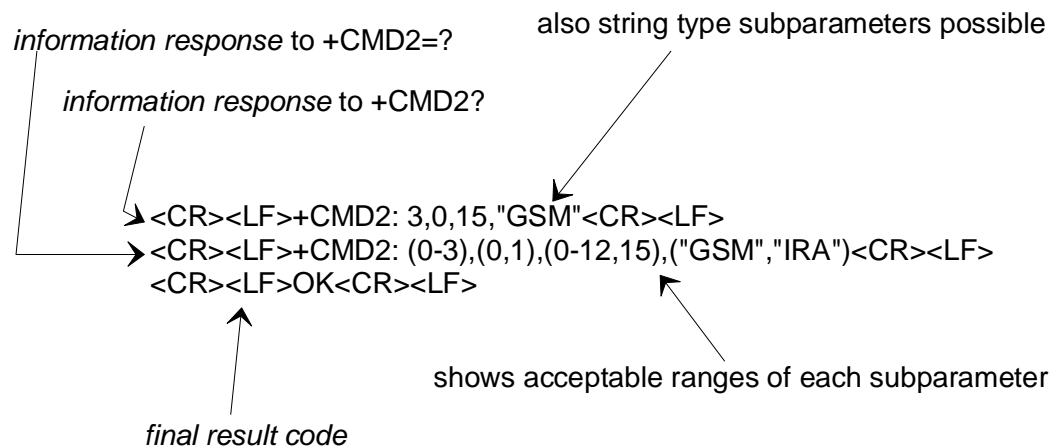 also string type subparameters possible
information response to +CMD2=?
information response to +CMD2?
<CR><LF>+CMD2: 3,0,15,"GSM"<CR><LF>
<CR><LF>+CMD2: (0-3),(0,1),(0-12,15),("GSM","IRA")<CR><LF>
<CR><LF>OK<CR><LF>
shows acceptable ranges of each subparameter
final result code